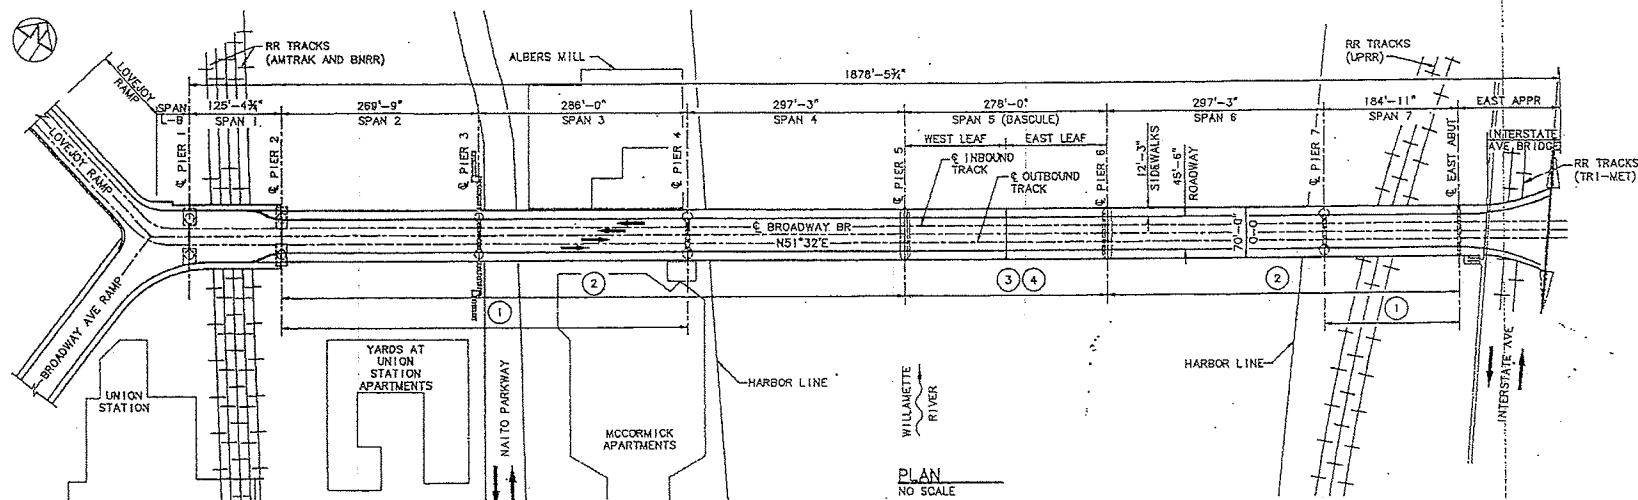 RR TRACKS
(AMTRAK AND BNRR)
ALBERS MILL
RR TRACKS
(UPRR)
1878'-5¾"
LOVEJOY
RAMP
SPAN
L-B
125'-4¾"
SPAN 1
269'-9"
SPAN 2
286'-0"
SPAN 3
297'-3"
SPAN 4
278'-0"
SPAN 5 (BASCULE)
297'-3"
SPAN 6
184'-11"
SPAN 7
EAST APPR
WEST LEAF
EAST LEAF
INTERSTATE
AVE BRIDGE
RR TRACKS
(TRI-MET)
LOVEJOY
RAMP
℄ PIER 1
℄ PIER 2
℄ PIER 3
℄ PIER 4
℄ PIER 5
℄ PIER 6
℄ PIER 7
℄ EAST ABUT
℄ INBOUND
TRACK
℄ OUTBOUND
TRACK
12'-3"
SIDEWALKS
45'-6"
ROADWAY
℄ BROADWAY BR
N51°32'E
70'-0"
O-O
BROADWAY AVE RAMP
2
3
4
2
1
1
UNION
STATION
YARDS AT
UNION
STATION
APARTMENTS
NAITO PARKWAY
MCCORMICK
APARTMENTS
HARBOR LINE
WILLAMETTE
RIVER
HARBOR LINE
INTERSTATE AVE
PLAN
NO SCALE